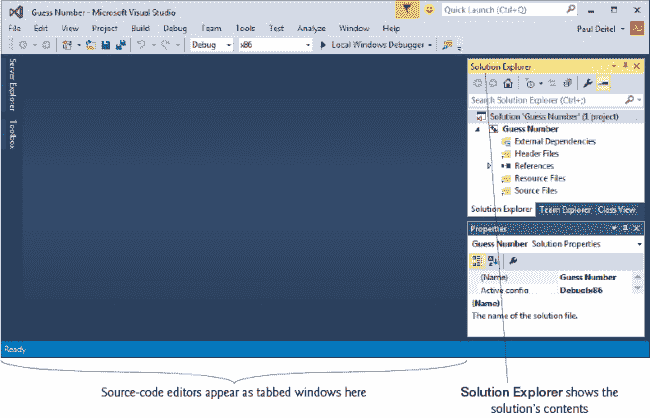 Guess Number - Microsoft Visual Studio
Quick Launch (Ctrl+Q)
File Edit View Project Build Debug Team Tools Test Analyze Window Help
Paul Deitel
Debug x86 Local Windows Debugger
Server Explorer
Toolbox
Solution Explorer
Search Solution Explorer (Ctrl+;)
Solution 'Guess Number' (1 project)
Guess Number
External Dependencies
Header Files
References
Resource Files
Source Files
Solution Explorer Team Explorer Class View
Properties
Guess Number Solution Properties
(Name) Guess Number
Active config Debug|x86
(Name)
The name of the solution file.
Ready
Source-code editors appear as tabbed windows here
Solution Explorer shows the
solution's contents